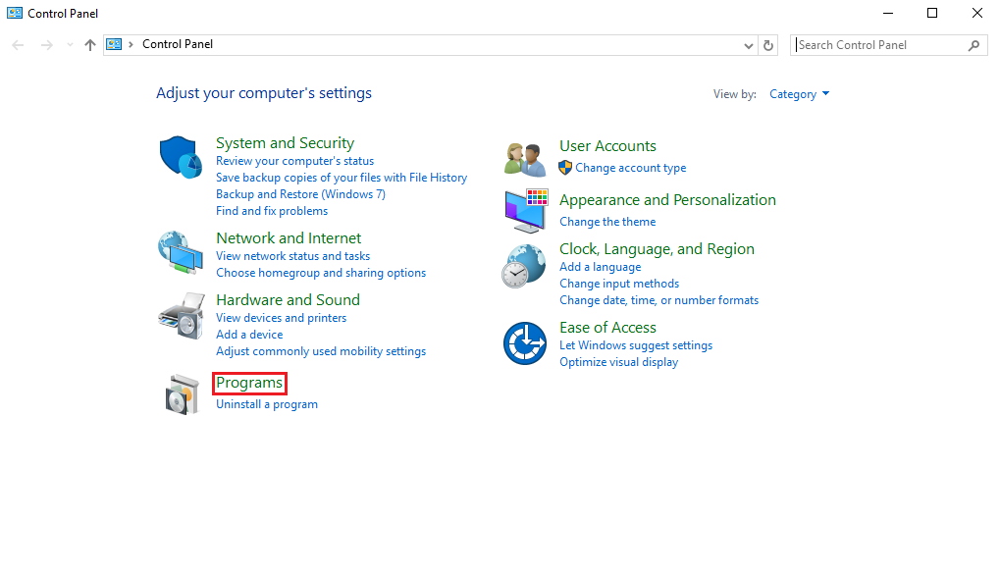 Control Panel
Control Panel
Search Control Panel
Adjust your computer's settings
View by: Category
System and Security
Review your computer's status
Save backup copies of your files with File History
Backup and Restore (Windows 7)
Find and fix problems
Network and Internet
View network status and tasks
Choose homegroup and sharing options
Hardware and Sound
View devices and printers
Add a device
Adjust commonly used mobility settings
Programs
Uninstall a program
User Accounts
Change account type
Appearance and Personalization
Change the theme
Clock, Language, and Region
Add a language
Change input methods
Change date, time, or number formats
Ease of Access
Let Windows suggest settings
Optimize visual display